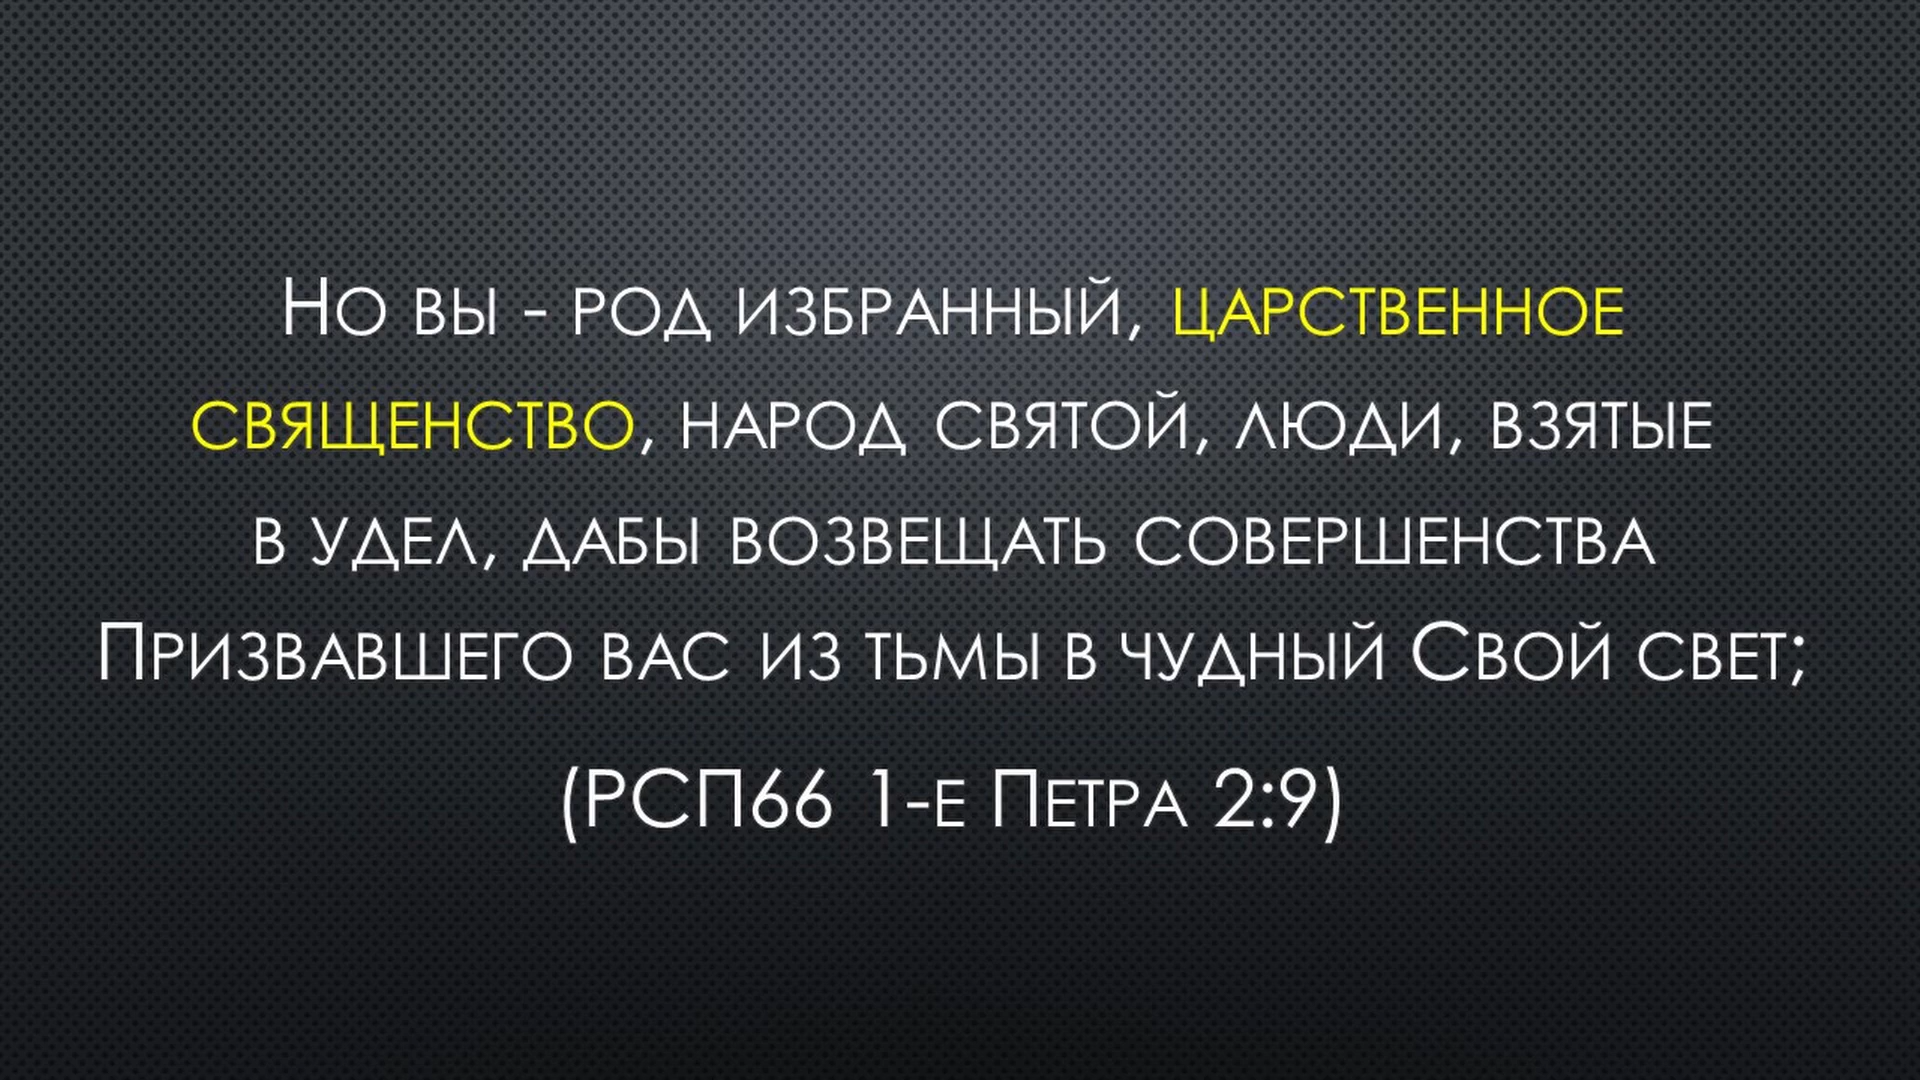 Но вы - род избранный, царственное
священство, народ святой, люди, взятые
в удел, дабы возвещать совершенства
Призвавшего вас из тьмы в чудный Свой свет;
(РСП66 1-е Петра 2:9)